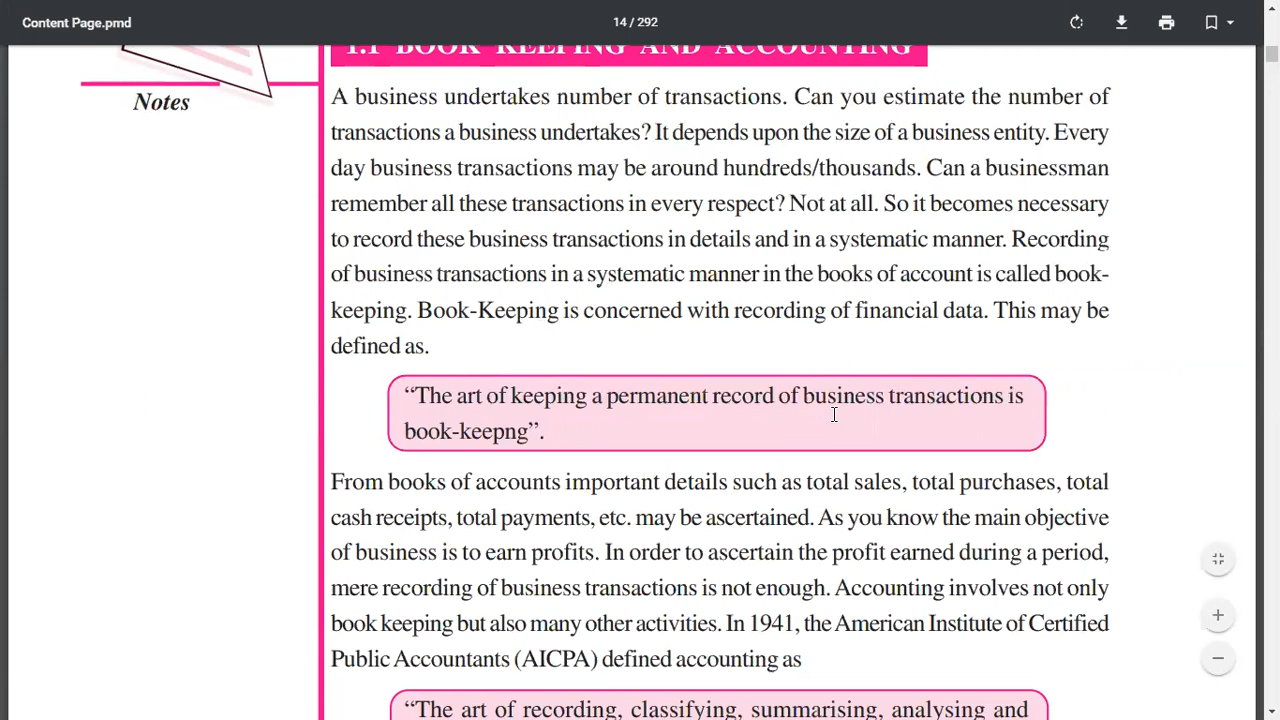 Content Page.pmd
14 / 292
1.1 BOOK KEEPING AND ACCOUNTING
Notes
A business undertakes number of transactions. Can you estimate the number of
transactions a business undertakes? It depends upon the size of a business entity. Every
day business transactions may be around hundreds/thousands. Can a businessman
remember all these transactions in every respect? Not at all. So it becomes necessary
to record these business transactions in details and in a systematic manner. Recording
of business transactions in a systematic manner in the books of account is called book-
keeping. Book-Keeping is concerned with recording of financial data. This may be
defined as.
“The art of keeping a permanent record of business transactions is
book-keepng”.
From books of accounts important details such as total sales, total purchases, total
cash receipts, total payments, etc. may be ascertained. As you know the main objective
of business is to earn profits. In order to ascertain the profit earned during a period,
mere recording of business transactions is not enough. Accounting involves not only
book keeping but also many other activities. In 1941, the American Institute of Certified
Public Accountants (AICPA) defined accounting as
“The art of recording, classifying, summarising, analysing and